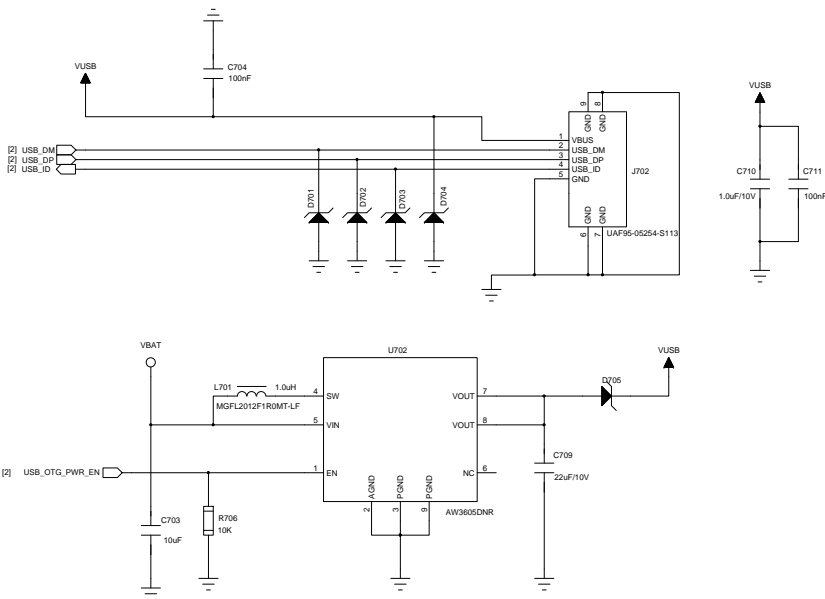 C704
100nF
VUSB
9
8
GND
GND
VUSB
[2] USB_DM
[2] USB_DP
[2] USB_ID
1
2
3
4
5
VBUS
USB_DM
USB_DP
USB_ID
GND
J702
C710
1.0uF/10V
C711
100nF
D701
D702
D703
D704
GND
GND
6
7
UAF95-05254-S113
VBAT
U702
VUSB
L701
1.0uH
MGFL2012F1R0MT-LF
4
SW
VOUT
7
D705
5
VIN
VOUT
8
C709
22uF/10V
[2] USB_OTG_PWR_EN
1
EN
NC
6
AGND
PGND
PGND
2
3
9
AW3605DNR
C703
10uF
R706
10K